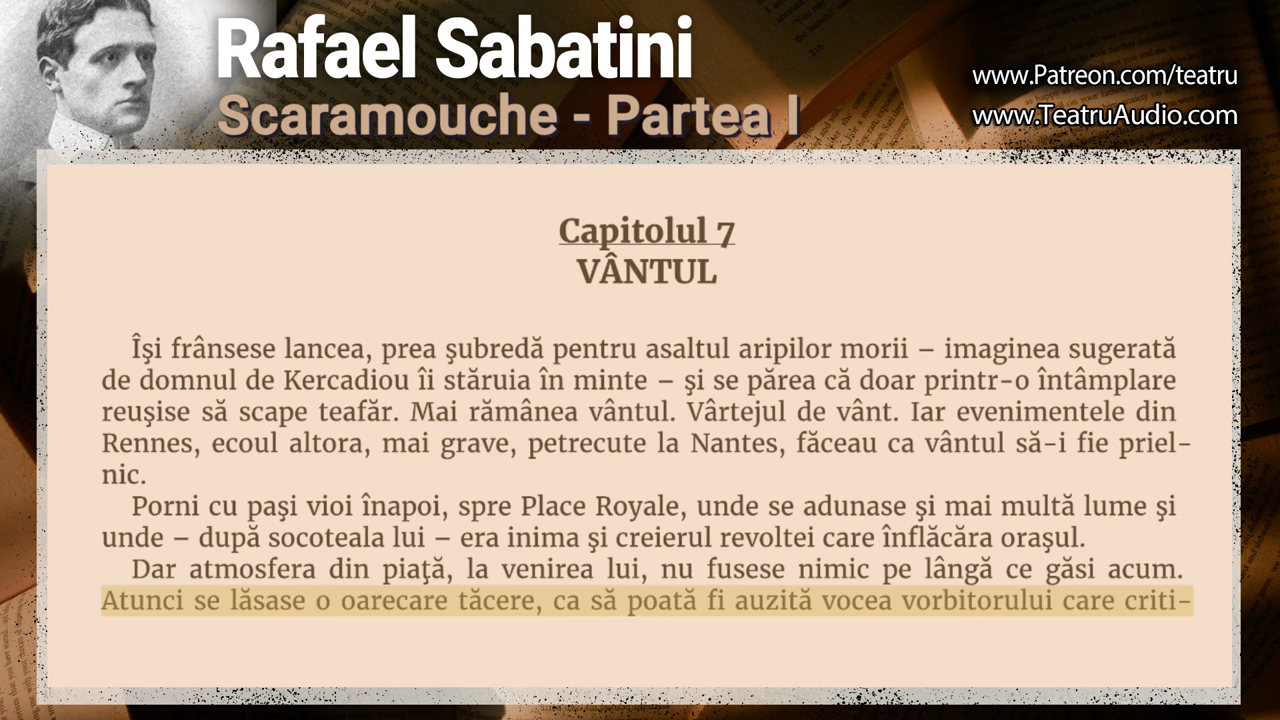 Rafael Sabatini
Scaramouche - Partea I
www.Patreon.com/teatru
www.TeatruAudio.com
Capitolul 7
VÂNTUL
Îşi frânsese lancea, prea şubredă pentru asaltul aripilor morii – imaginea sugerată
de domnul de Kercadiou îi stăruia în minte – şi se părea că doar printr-o întâmplare
reuşise să scape teafăr. Mai rămânea vântul. Vârtejul de vânt. Iar evenimentele din
Rennes, ecoul altora, mai grave, petrecute la Nantes, făceau ca vântul să-i fie priel-
nic.
Porni cu paşi vioi înapoi, spre Place Royale, unde se adunase şi mai multă lume şi
unde – după socoteala lui – era inima şi creierul revoltei care înflăcăra oraşul.
Dar atmosfera din piaţă, la venirea lui, nu fusese nimic pe lângă ce găsi acum.
Atunci se lăsase o oarecare tăcere, ca să poată fi auzită vocea vorbitorului care criti-